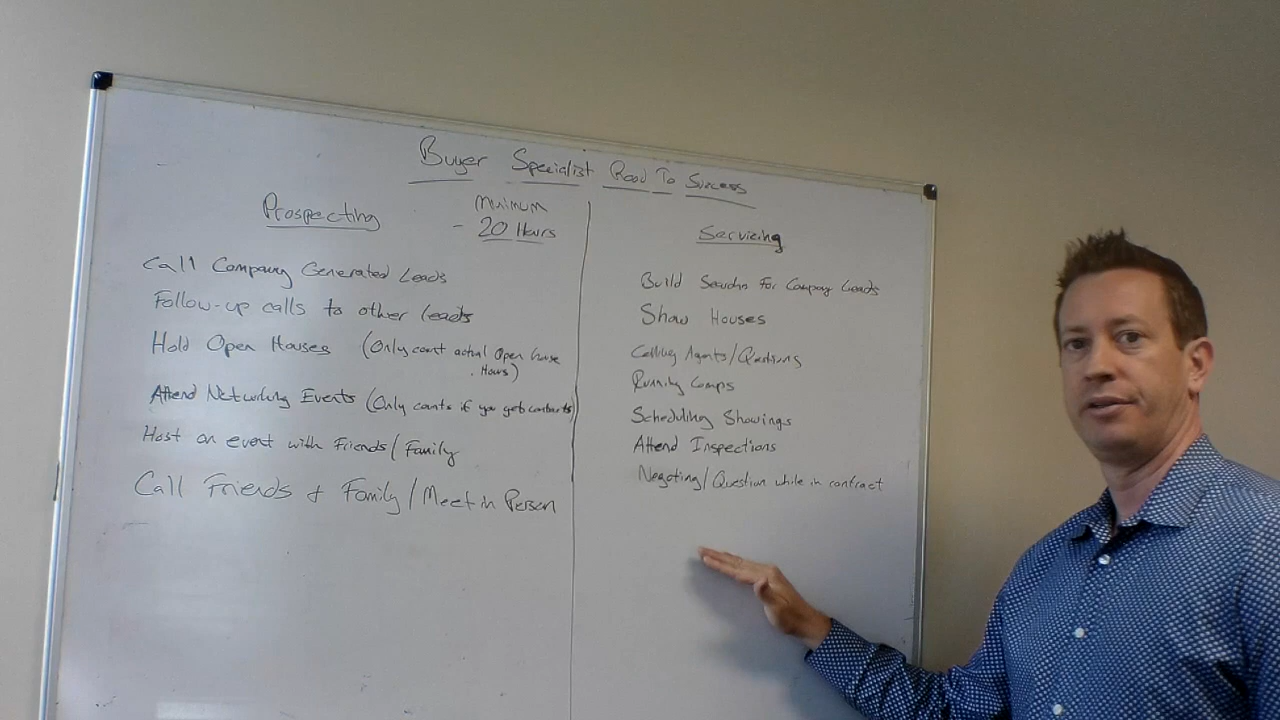 Buyer Specialist Road To Success
Prospecting
Minimum
- 20 Hours
Call Company Generated Leads
Follow-up calls to other leads
Hold Open Houses (Only count actual Open house
Hours)
Attend Networking Events (Only counts if you get contacts)
Host an event with Friends/Family
Call Friends & Family/Meet in Person
Servicing
Build for Company Leads
Show Houses
Calling Agents/Questions
Running Comps
Scheduling Showings
Attend Inspections
Negoting/Question while in contract